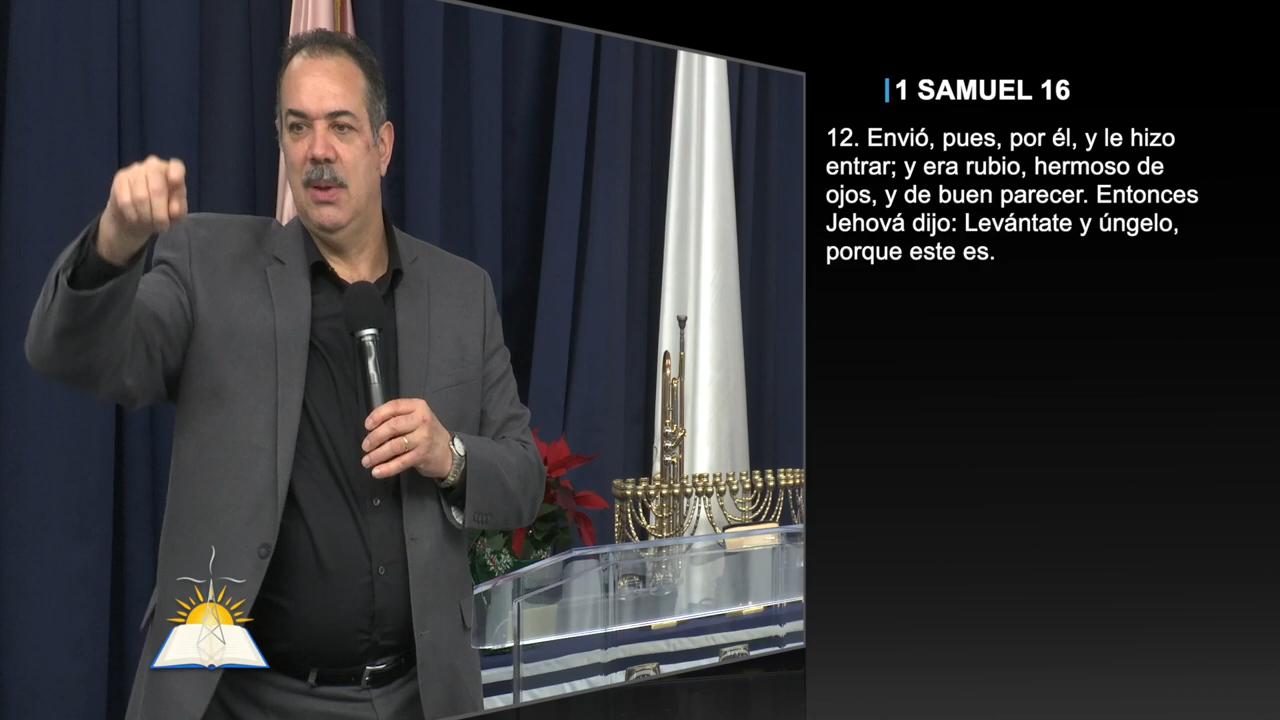 1 SAMUEL 16
12. Envió, pues, por él, y le hizo
entrar; y era rubio, hermoso de
ojos, y de buen parecer. Entonces
Jehová dijo: Levántate y úngelo,
porque este es.